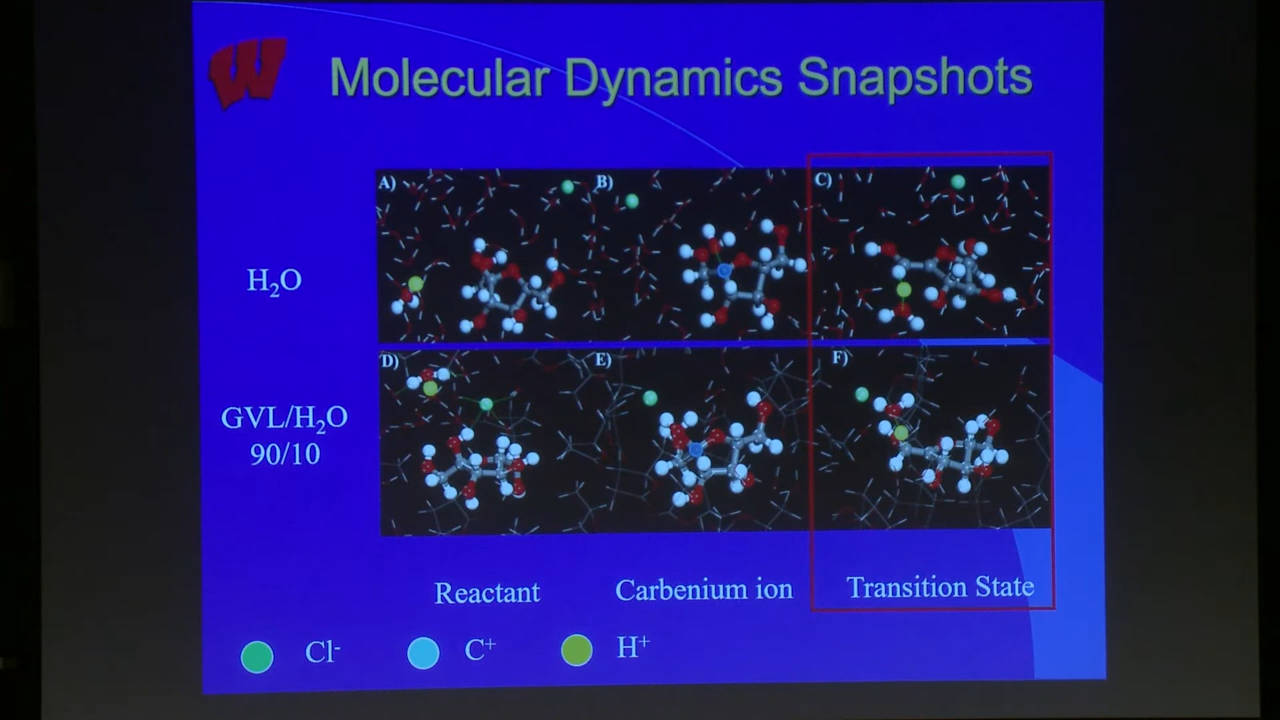 W
Molecular Dynamics Snapshots
A)
B)
C)
H₂O
D)
E)
F)
GVL/H₂O
90/10
Reactant
Carbenium ion
Transition State
Cl⁻
C⁺
H⁺